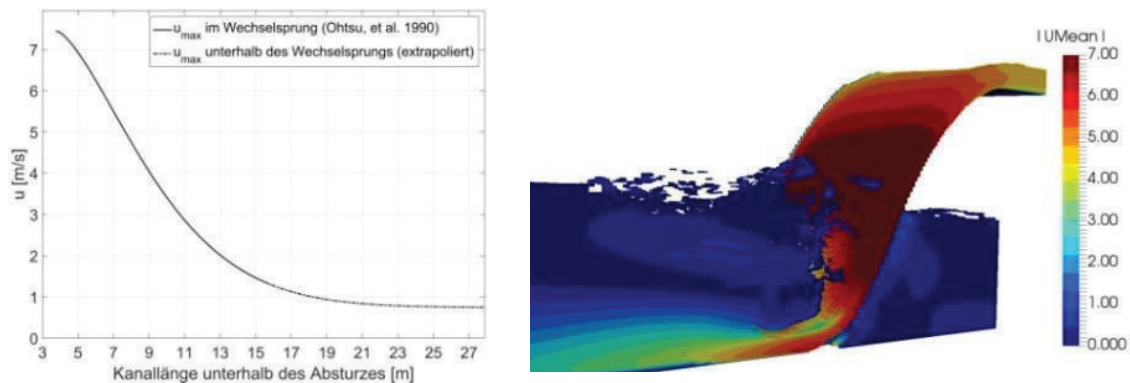 u_max im Wechselsprung (Ohtsu, et al. 1990)
u_max unterhalb des Wechselsprungs (extrapoliert)
7
6
5
4
3
2
1
0
u [m/s]
3 5 7 9 11 13 15 17 19 21 23 25 27
Kanallänge unterhalb des Absturzes [m]
| UMean |
7.00
6.00
5.00
4.00
3.00
2.00
1.00
0.000